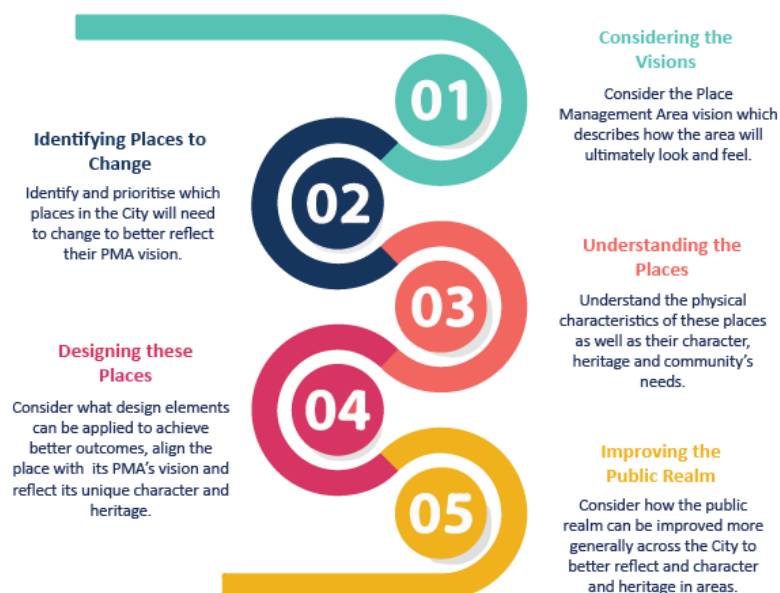 01
Considering the
Visions
Consider the Place
Management Area vision which
describes how the area will
ultimately look and feel.
02
Identifying Places to
Change
Identify and prioritise which
places in the City will need
to change to better reflect
their PMA vision.
03
Understanding the
Places
Understand the physical
characteristics of these places
as well as their character,
heritage and community's
needs.
04
Designing these
Places
Consider what design elements
can be applied to achieve
better outcomes, align the
place with its PMA's vision and
reflect its unique character and
heritage.
05
Improving the
Public Realm
Consider how the public
realm can be improved more
generally across the City to
better reflect and character
and heritage in areas.